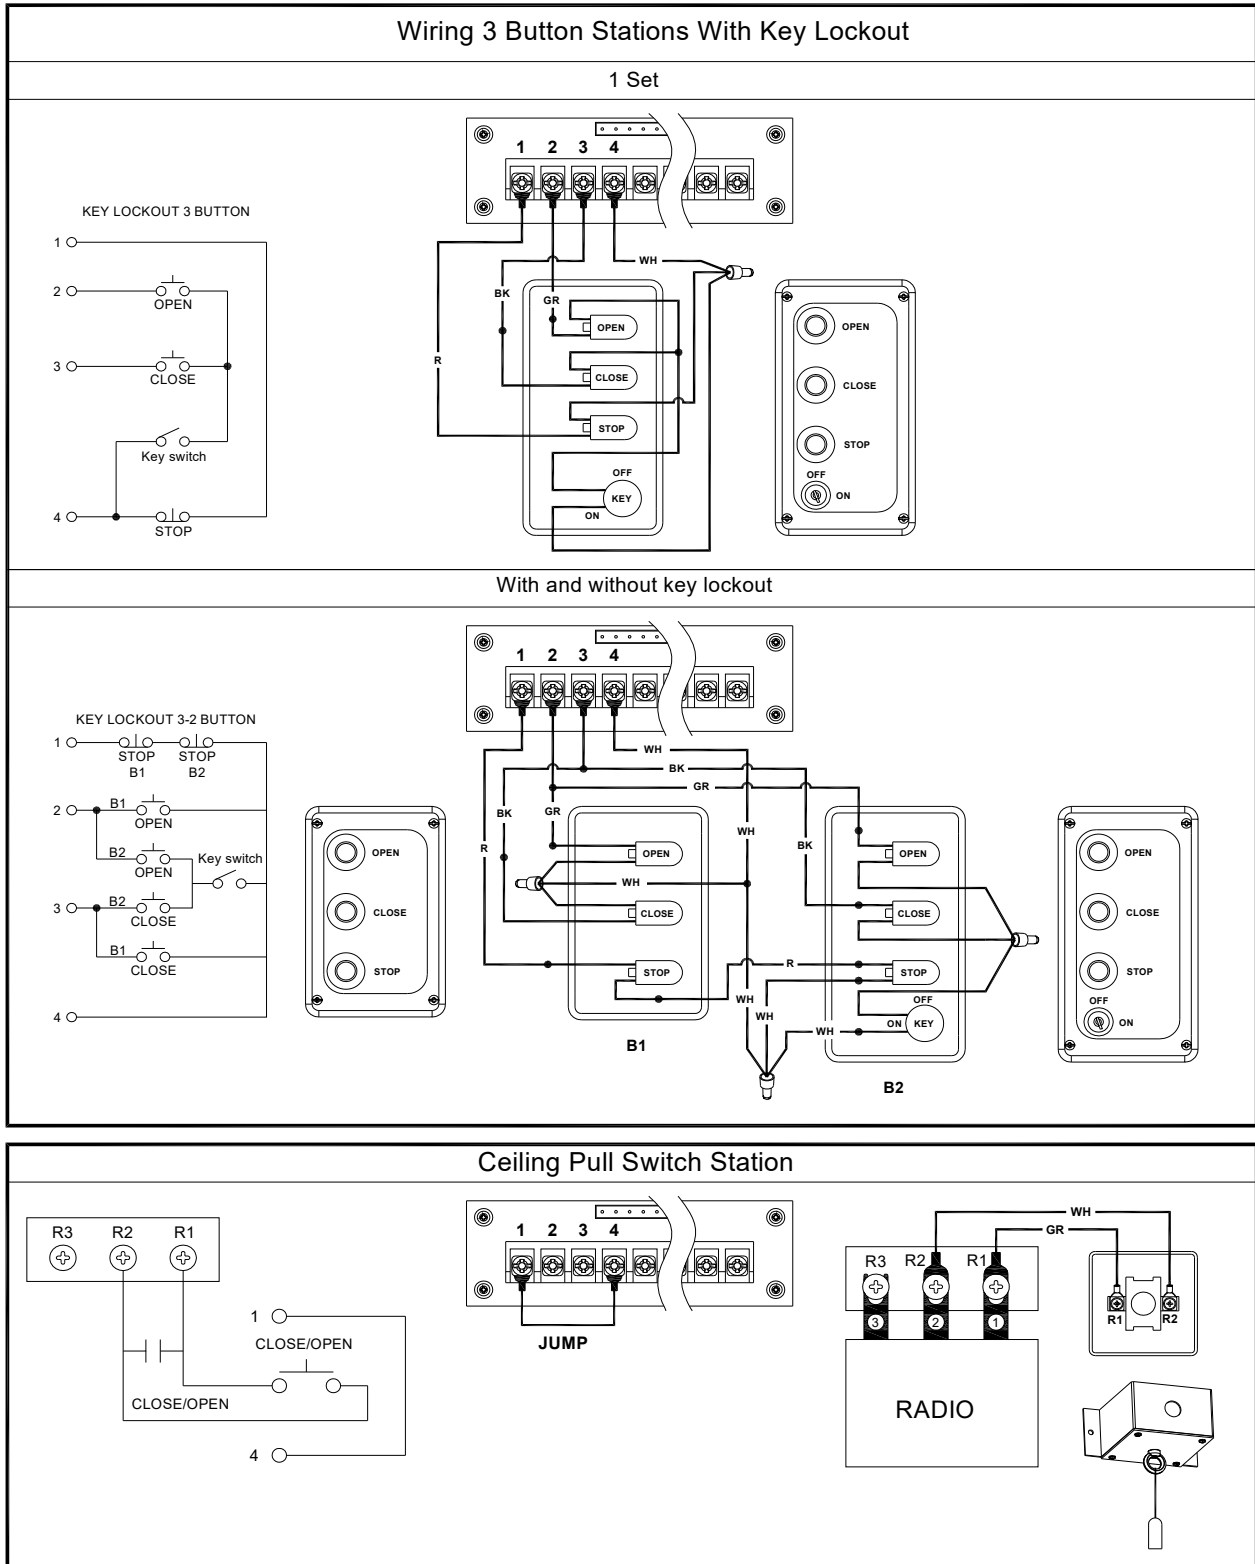 Wiring 3 Button Stations With Key Lockout
1 Set
KEY LOCKOUT 3 BUTTON
1
2
OPEN
3
CLOSE
Key switch
4
STOP
1 2 3 4
WH
BK
GR
R
OPEN
CLOSE
STOP
OFF
KEY
ON
OPEN
CLOSE
STOP
OFF
ON
With and without key lockout
KEY LOCKOUT 3-2 BUTTON
1
STOP STOP
B1 B2
2
B1
OPEN
B2
OPEN
Key switch
3
B2
CLOSE
B1
CLOSE
4
OPEN
CLOSE
STOP
1 2 3 4
WH
BK
GR
BK
GR
R
WH
BK
OPEN
WH
CLOSE
STOP
B1
R
WH
WH
WH
OPEN
CLOSE
STOP
OFF
ON
KEY
B2
OPEN
CLOSE
STOP
OFF
ON
Ceiling Pull Switch Station
R3 R2 R1
1
CLOSE/OPEN
CLOSE/OPEN
4
1 2 3 4
JUMP
WH
GR
R3 R2 R1
3 2 1
RADIO
R1 R2